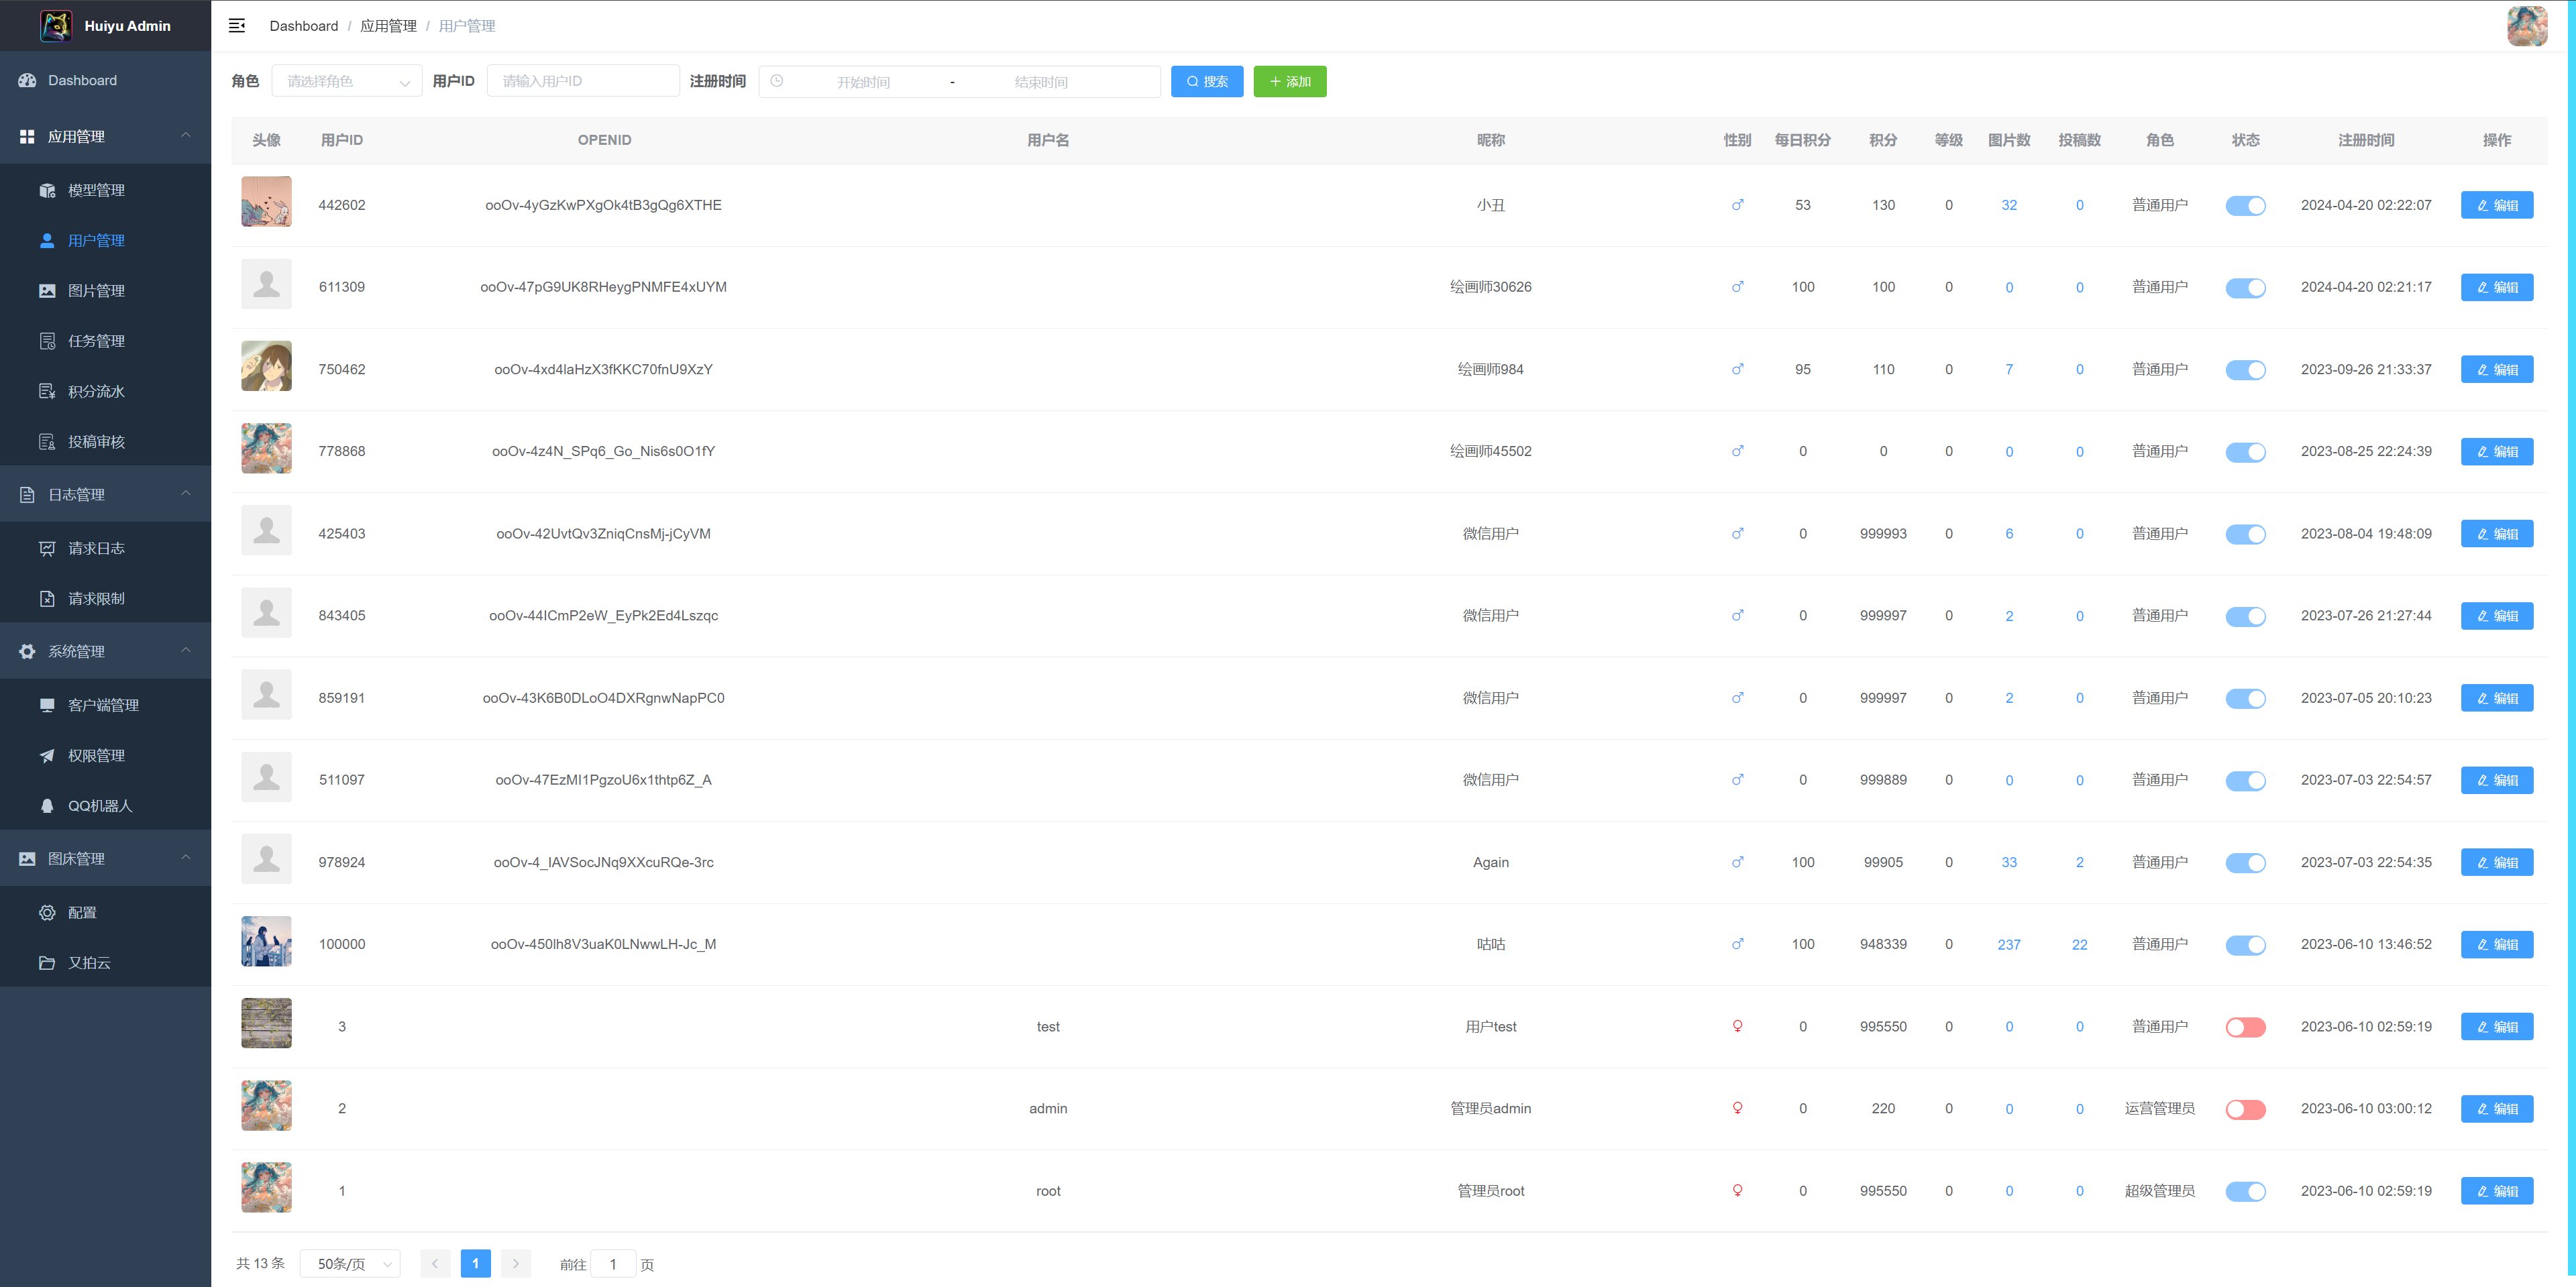 Huiyu Admin
Dashboard
应用管理
模型管理
用户管理
图片管理
任务管理
积分流水
投稿审核
日志管理
请求日志
请求限制
系统管理
客户端管理
权限管理
QQ机器人
图床管理
配置
又拍云
Dashboard / 应用管理 / 用户管理
角色 请选择角色 用户ID 请输入用户ID 注册时间 开始时间 - 结束时间 搜索 添加
头像 用户ID OPENID 用户名 昵称 性别 每日积分 积分 等级 图片数 投稿数 角色 状态 注册时间 操作
442602 ooOv-4yGzKwPXgOk4tB3gQg6XTHE 小丑 53 130 0 32 0 普通用户 2024-04-20 02:22:07 编辑
611309 ooOv-47pG9UK8RHeygPNMFE4xUYM 绘画师30626 100 100 0 0 0 普通用户 2024-04-20 02:21:17 编辑
750462 ooOv-4xd4laHzX3fKKC70fnU9XzY 绘画师984 95 110 0 7 0 普通用户 2023-09-26 21:33:37 编辑
778868 ooOv-4z4N_SPq6_Go_Nis6s0O1fY 绘画师45502 0 0 0 0 0 普通用户 2023-08-25 22:24:39 编辑
425403 ooOv-42UvtQv3ZniqCnsMj-jCyVM 微信用户 0 999993 0 6 0 普通用户 2023-08-04 19:48:09 编辑
843405 ooOv-44ICmP2eW_EyPk2Ed4Lszqc 微信用户 0 999997 0 2 0 普通用户 2023-07-26 21:27:44 编辑
859191 ooOv-43K6B0DLoO4DXRgnwNapPC0 微信用户 0 999997 0 2 0 普通用户 2023-07-05 20:10:23 编辑
511097 ooOv-47EzMI1PgzoU6x1thtp6Z_A 微信用户 0 999889 0 0 0 普通用户 2023-07-03 22:54:57 编辑
978924 ooOv-4_IAVSocJNq9XXcuRQe-3rc Again 100 99905 0 33 2 普通用户 2023-07-03 22:54:35 编辑
100000 ooOv-450lh8V3uaK0LNwwLH-Jc_M 咕咕 100 948339 0 237 22 普通用户 2023-06-10 13:46:52 编辑
3 test 用户test 0 995550 0 0 0 普通用户 2023-06-10 02:59:19 编辑
2 admin 管理员admin 0 220 0 0 0 运营管理员 2023-06-10 03:00:12 编辑
1 root 管理员root 0 995550 0 0 0 超级管理员 2023-06-10 02:59:19 编辑
共 13 条 50条/页 1 前往 1 页